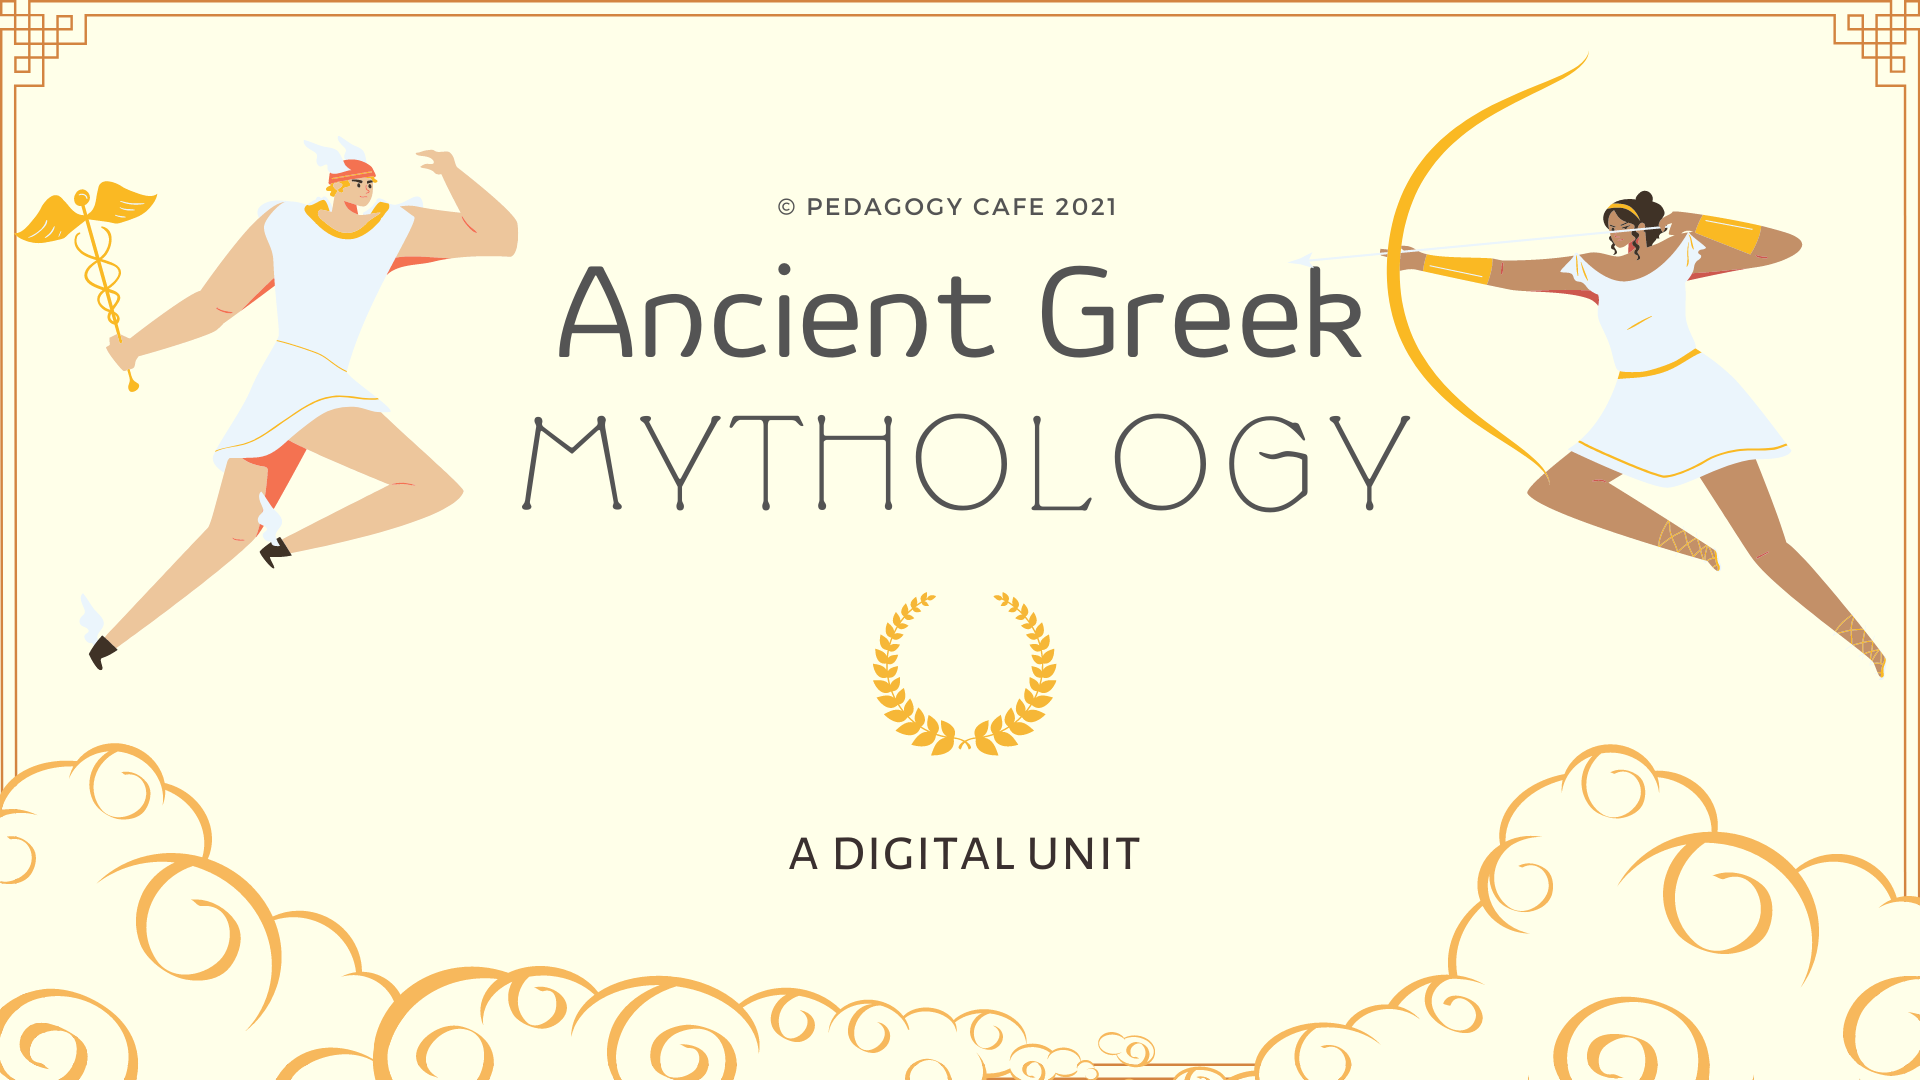 © PEDAGOGY CAFE 2021
Ancient Greek
MYTHOLOGY
A DIGITAL UNIT